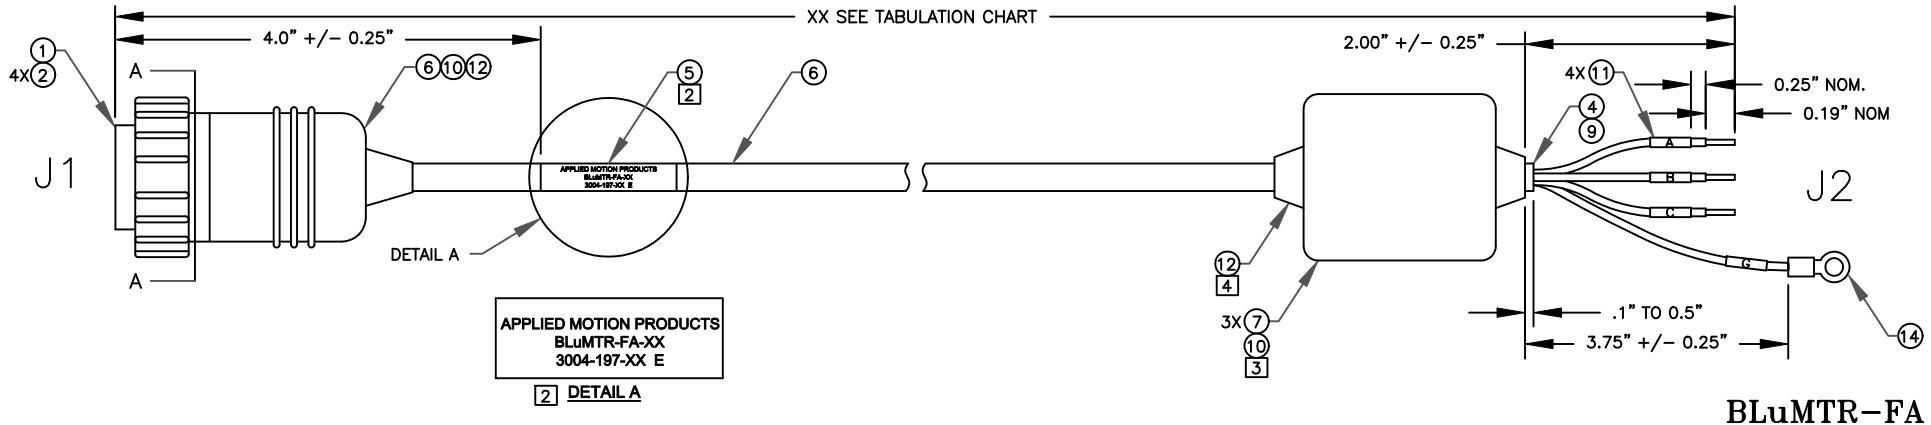 XX SEE TABULATION CHART
4.0" +/- 0.25"
2.00" +/- 0.25"
1
4X 2
A
6 10 12
5
2
6
4X 11
0.25" NOM.
0.19" NOM
4
9
J1
APPLIED MOTION PRODUCTS
BLuMTR-FA-XX
3004-197-XX E
A
B
C
G
J2
DETAIL A
A
12
4
3X 7
10
3
.1" TO 0.5"
3.75" +/- 0.25"
14
APPLIED MOTION PRODUCTS
BLuMTR-FA-XX
3004-197-XX E
2 DETAIL A
BLuMTR-FA